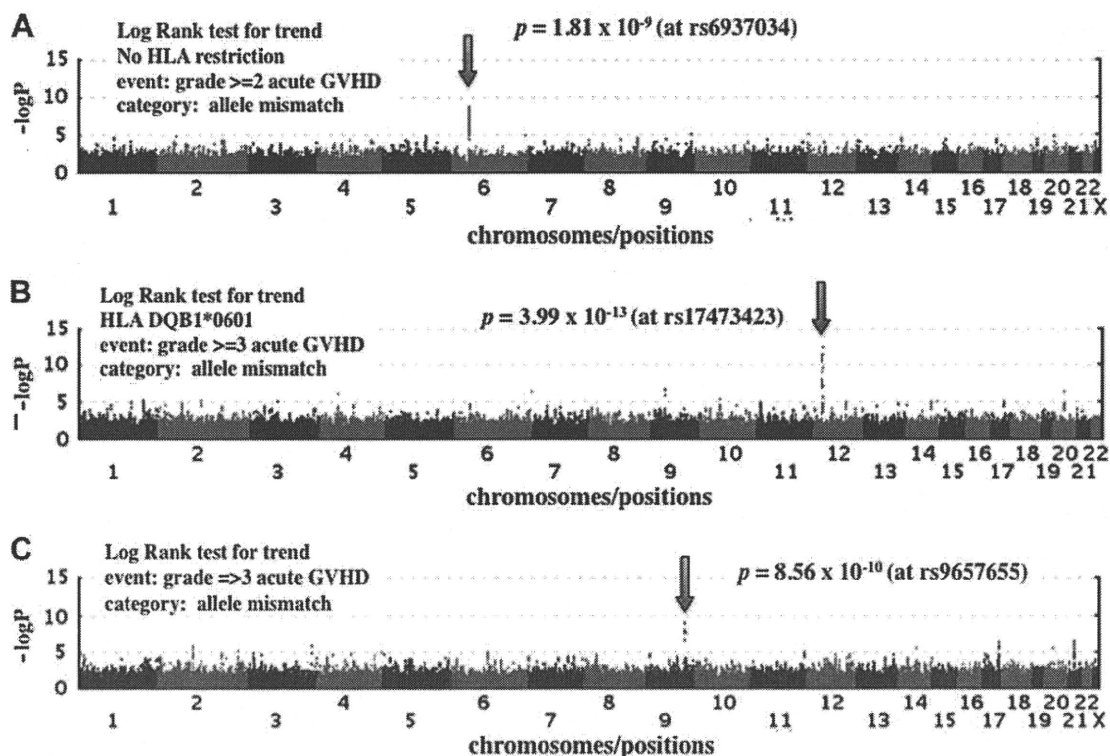 A
Log Rank test for trend
No HLA restriction
event: grade >=2 acute GVHD
category: allele mismatch
p = 1.81 x 10-9 (at rs6937034)
-logP
15
10
5
0
2 4 6 8 10 12 14 16 18 20 22
1 3 5 7 9 11 13 15 17 19 21 X
chromosomes/positions
B
Log Rank test for trend
HLA DQB1*0601
event: grade >=3 acute GVHD
category: allele mismatch
p = 3.99 x 10-13 (at rs17473423)
-logP
15
10
5
0
2 4 6 8 10 12 14 16 18 20 22
1 3 5 7 9 11 13 15 17 19 21
chromosomes/positions
C
Log Rank test for trend
event: grade =>3 acute GVHD
category: allele mismatch
p = 8.56 x 10-10 (at rs9657655)
-logP
15
10
5
0
2 4 6 8 10 12 14 16 18 20 22
1 3 5 7 9 11 13 15 17 19 21 X
chromosomes/positions